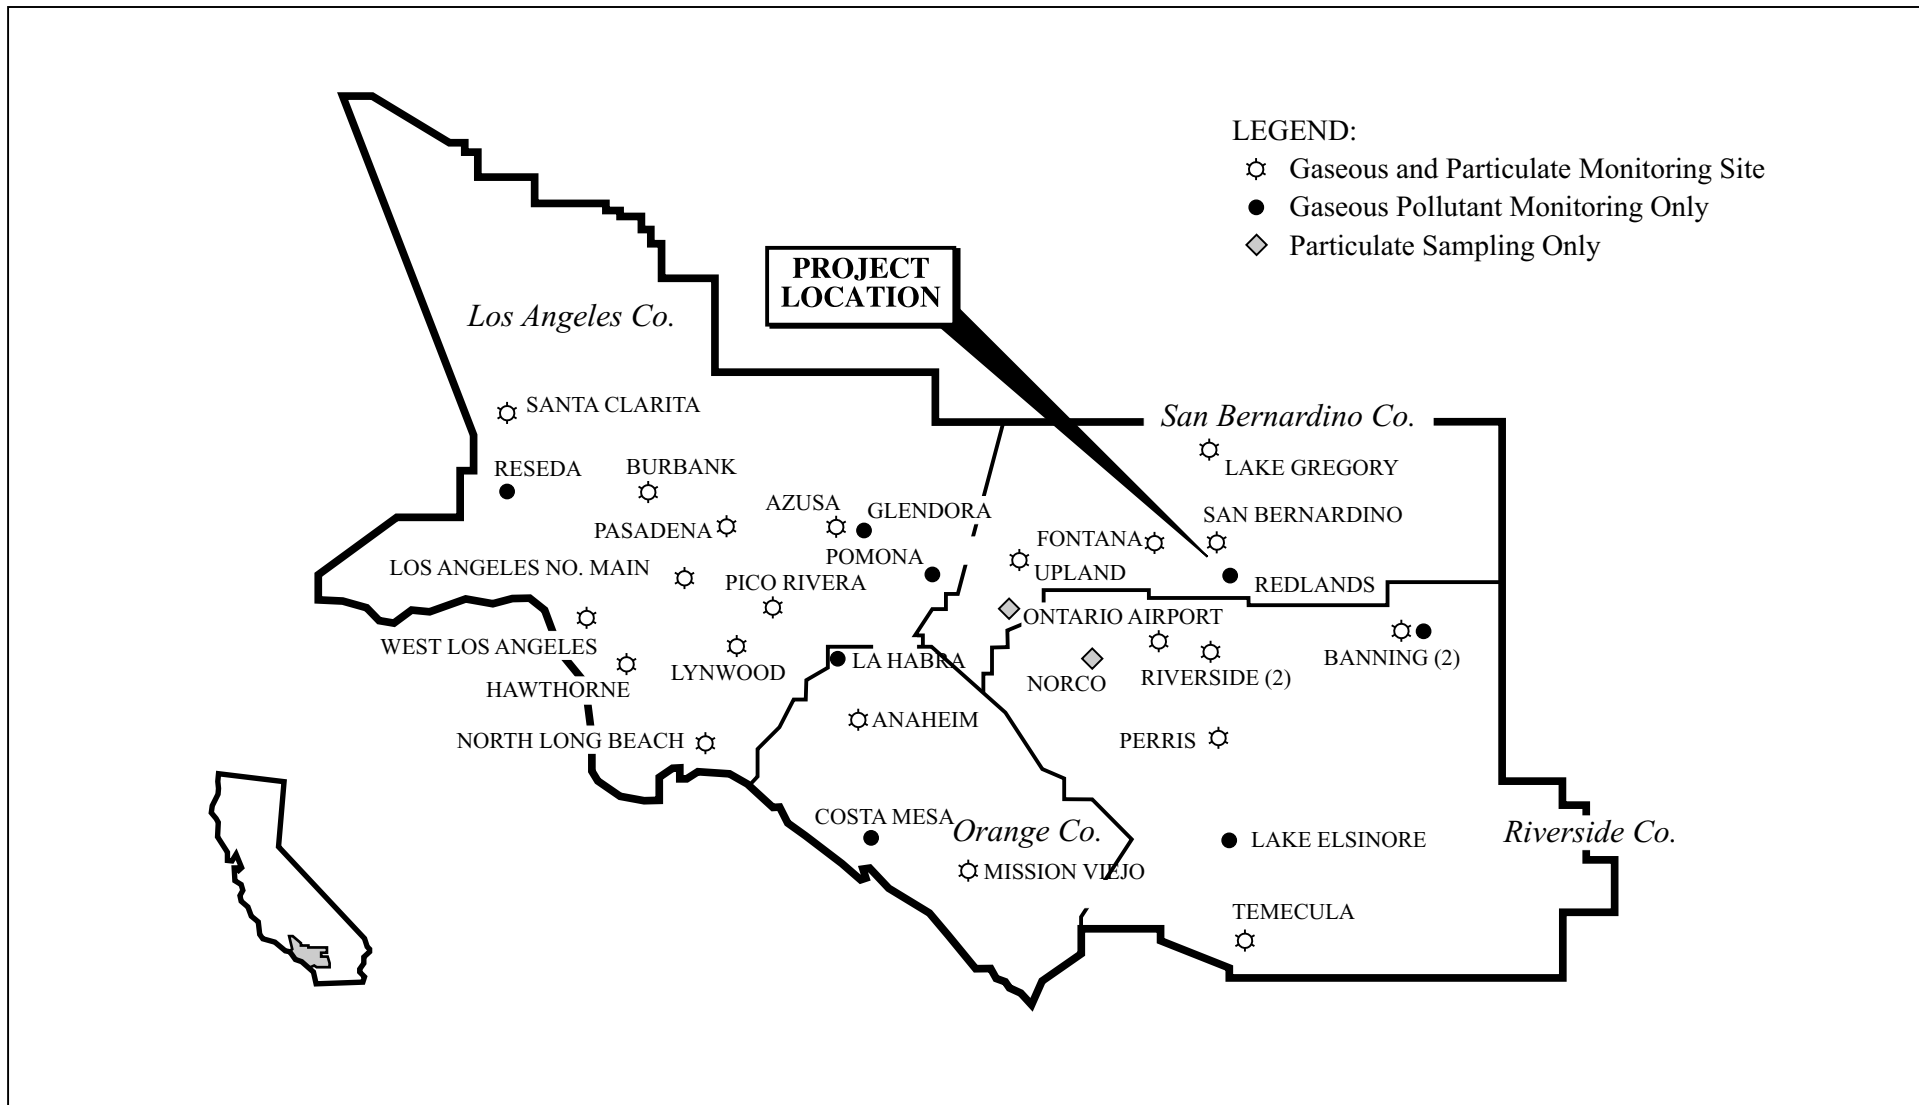 LEGEND:
Gaseous and Particulate Monitoring Site
Gaseous Pollutant Monitoring Only
Particulate Sampling Only
PROJECT
LOCATION
Los Angeles Co.
San Bernardino Co.
SANTA CLARITA
RESEDA
BURBANK
LAKE GREGORY
AZUSA
GLENDORA
SAN BERNARDINO
PASADENA
FONTANA
POMONA
LOS ANGELES NO. MAIN
PICO RIVERA
UPLAND
REDLANDS
ONTARIO AIRPORT
WEST LOS ANGELES
LYNWOOD
LA HABRA
BANNING (2)
HAWTHORNE
NORCO
RIVERSIDE (2)
ANAHEIM
NORTH LONG BEACH
PERRIS
COSTA MESA
Orange Co.
LAKE ELSINORE
Riverside Co.
MISSION VIEJO
TEMECULA